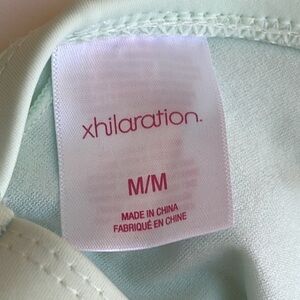 xhilaration.
M/M
MADE IN CHINA
FABRIQUÉ EN CHINE